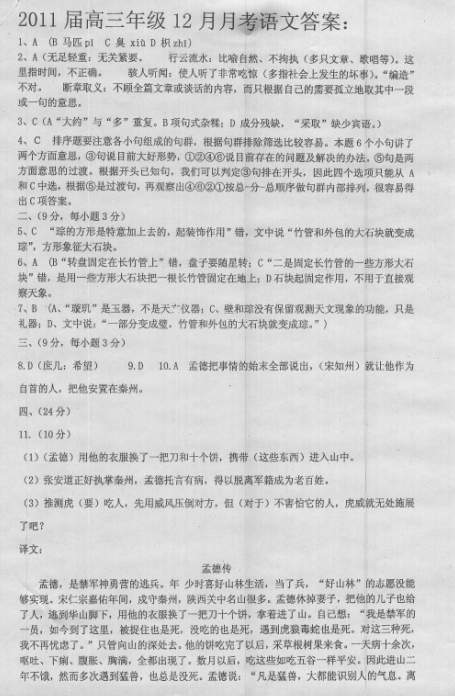 2011届高三年级12月月考语文答案：
1、A （B 马匹pǐ  C 臭 xiù D 枳zhǐ）
2、A（无足轻重：无关紧要。 行云流水：比喻自然、不拘执（多只文章、歌唱等）。这
里指时间，不正确。 骇人听闻：使人听了非常吃惊（多指社会上发生的坏事）。“编造”
不对。 断章取义：不顾全篇文章或谈话的内容，而只根据自己的需要孤立地取其中一段
或一句的意思。
3、C（A“大约”与“多”重复。B项句式杂糅；D 成分残缺，“采取”缺少宾语。）
4、C 排序题要注意各小句组成的句群，根据句群排除筛选比较容易。本题6个小句讲了
两个方面意思，③句说目前大好形势，①②④⑥说目前存在的问题及解决的办法，⑤句是两
方面意思的过渡。根据开头已知句，我们可以判定③句排在开头，因此四个选项只能从 A
和C中选，根据⑤是过渡句，再观察出④⑥②①按总-分-总顺序做句群内部排列，很容易得
出C项答案。
二、（9分，每小题3分）
5、C “琮的方形是特意加上去的，起装饰作用”错，文中说“竹管和外包的大石块就变成
琮”，方形象征大石块。
6、A （B“转盘固定在长竹管上”错，盘子要随星转；C“二是固定长竹管的一些方形大石
块”错，是用一些方形大石块把一根长竹管固定在地上；D石块起固定作用，不用于直接观
察天象。
7、B （A、“璇玑”是玉器，不是天文仪器；C、璧和琮没有保留观测天文现象的功能，只是
礼器；D、文中说：“一部分变成璧，竹管和外包的大石块就变成琮。”）
三、（9分，每小题3分）
8.D（庶几：希望） 9.D 10.A 孟德把事情的始末全部说出，（宋知州）就让他作为
自首的人，把他安置在秦州。
四、（24分）
11.（10分）
（1）（孟德）用他的衣服换了一把刀和十个饼，携带（这些东西）进入山中。
（2）张安道正好执掌秦州，孟德托言有病，得以脱离军籍成为老百姓。
（3）推测虎（要）吃人，先用威风压倒对方，但（对于）不害怕它的人，虎威就无处施展
了吧？
译文：
孟德传
孟德，是禁军神勇营的逃兵。年 少时喜好山林生活，当了兵，“好山林”的志愿没能
够实现。宋仁宗嘉佑年间，戍守秦州，陕西关中名山很多。孟德休掉妻子，把他的儿子也给
了人，逃到华山脚下，用他的衣服换了一把刀十个饼，拿着进了山。自己想：“我是禁军的
一员，如今到了这里，被捉住也是死，没吃的也是死，遇到虎狼毒蛇也是死，对这三种死，
我不再忧虑了。”只管向山的深处去。他的饼吃完了以后，采草根树果来食。一天病十余次，
呕吐、下痢、腹胀、胸满，全都出现了。数月以后，吃这些如吃五谷一样平安。因此进山二
年不饿，然而多次遇到猛兽，也总是没死。孟德说：“凡是猛兽，大都能识别人的气息。离